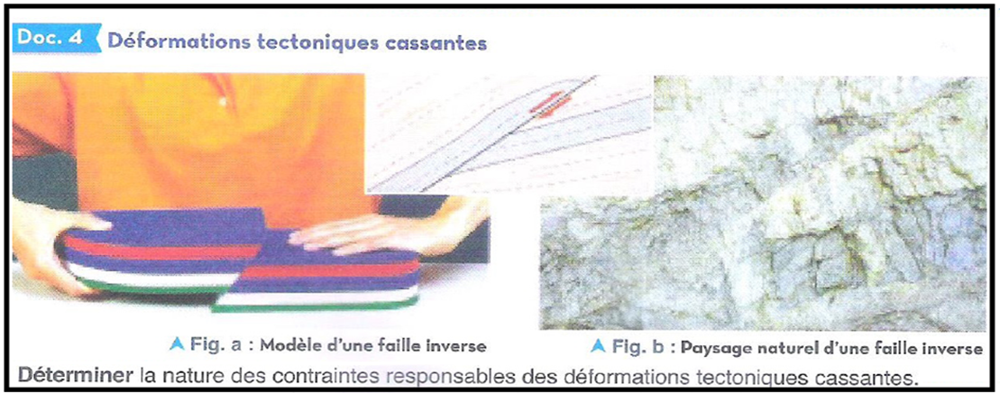 Doc. 4 Déformations tectoniques cassantes
Fig. a : Modèle d'une faille inverse
Fig. b : Paysage naturel d'une faille inverse
Déterminer la nature des contraintes responsables des déformations tectoniques cassantes.